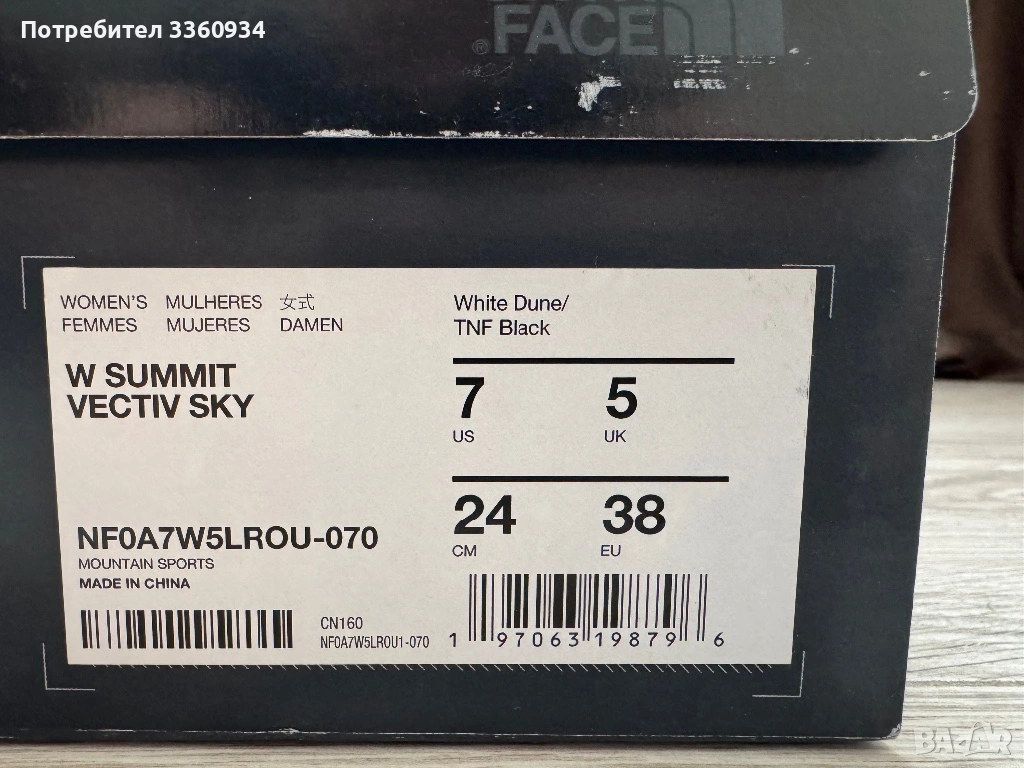 Потребител 3360934
FACE
®
WOMEN'S MULHERES 女式
FEMMES MUJERES DAMEN
W SUMMIT
VECTIV SKY
NF0A7W5LROU-070
MOUNTAIN SPORTS
MADE IN CHINA
CN160
NF0A7W5LROU1-070
White Dune/
TNF Black
7 5
US UK
24 38
CM EU
1 97063 19879 6
BAZAR